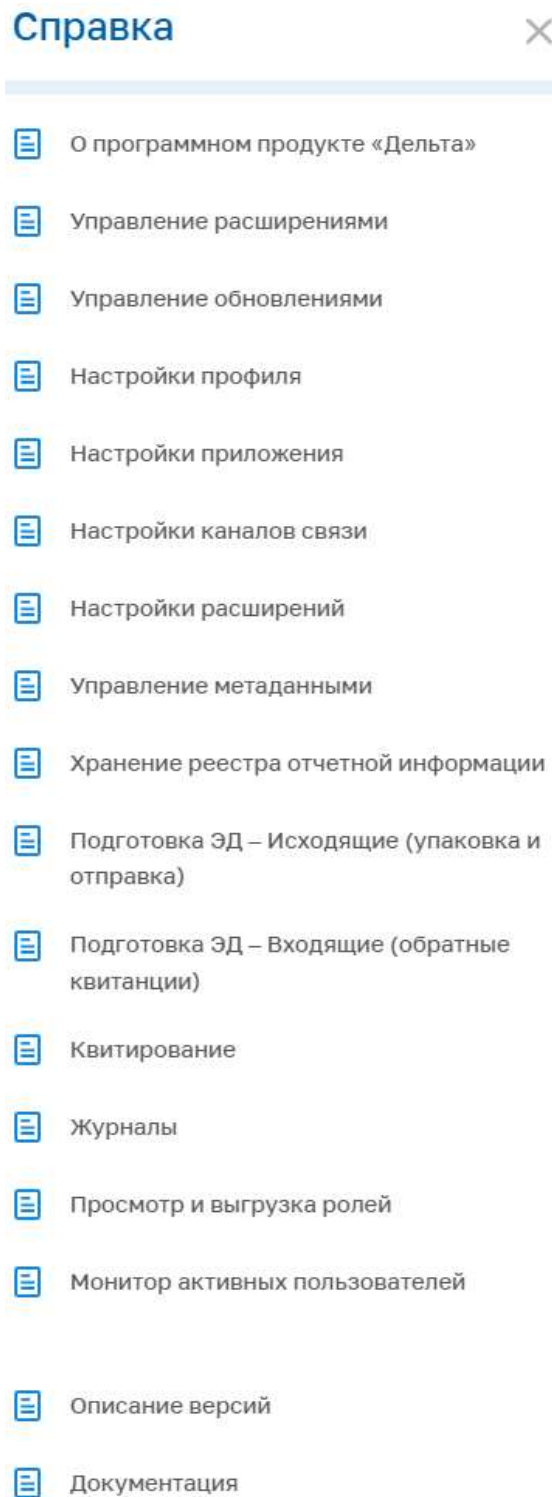 Справка
О программном продукте «Дельта»
Управление расширениями
Управление обновлениями
Настройки профиля
Настройки приложения
Настройки каналов связи
Настройки расширений
Управление метаданными
Хранение реестра отчетной информации
Подготовка ЭД – Исходящие (упаковка и
отправка)
Подготовка ЭД – Входящие (обратные
квитанции)
Квитирование
Журналы
Просмотр и выгрузка ролей
Монитор активных пользователей
Описание версий
Документация